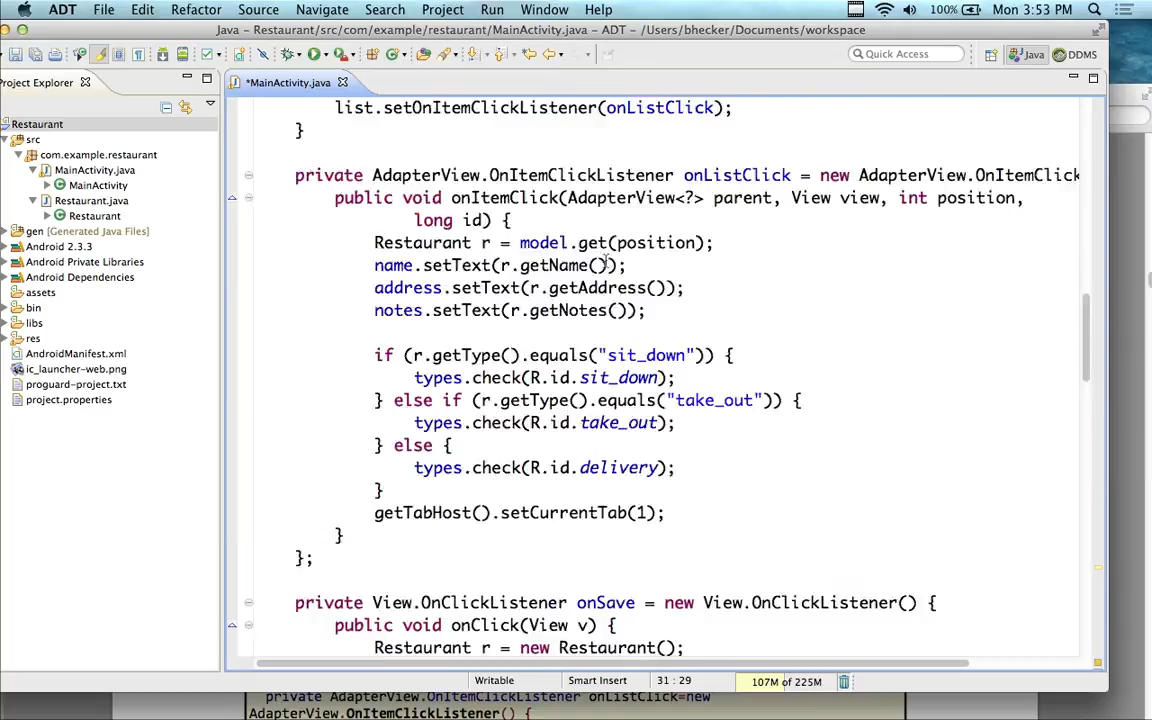 ADT File Edit Refactor Source Navigate Search Project Run Window Help 100% Mon 3:53 PM
Java - Restaurant/src/com/example/restaurant/MainActivity.java - ADT - /Users/bhecker/Documents/workspace
Quick Access Java DDMS
Project Explorer
*MainActivity.java
Restaurant
src
com.example.restaurant
MainActivity.java
MainActivity
Restaurant.java
Restaurant
gen [Generated Java Files]
Android 2.3.3
Android Private Libraries
Android Dependencies
assets
bin
libs
res
AndroidManifest.xml
ic_launcher-web.png
proguard-project.txt
project.properties
list.setOnItemClickListener(onListClick);
}
private AdapterView.OnItemClickListener onListClick = new AdapterView.OnItemClick
public void onItemClick(AdapterView<?> parent, View view, int position,
long id) {
Restaurant r = model.get(position);
name.setText(r.getName());
address.setText(r.getAddress());
notes.setText(r.getNotes());
if (r.getType().equals("sit_down")) {
types.check(R.id.sit_down);
} else if (r.getType().equals("take_out")) {
types.check(R.id.take_out);
} else {
types.check(R.id.delivery);
}
getTabHost().setCurrentTab(1);
}
};
private View.OnClickListener onSave = new View.OnClickListener() {
public void onClick(View v) {
Restaurant r = new Restaurant();
Writable Smart Insert 31 : 29 107M of 225M
private AdapterView.OnItemClickListener onListClick=new
AdapterView.OnItemClickListener() {